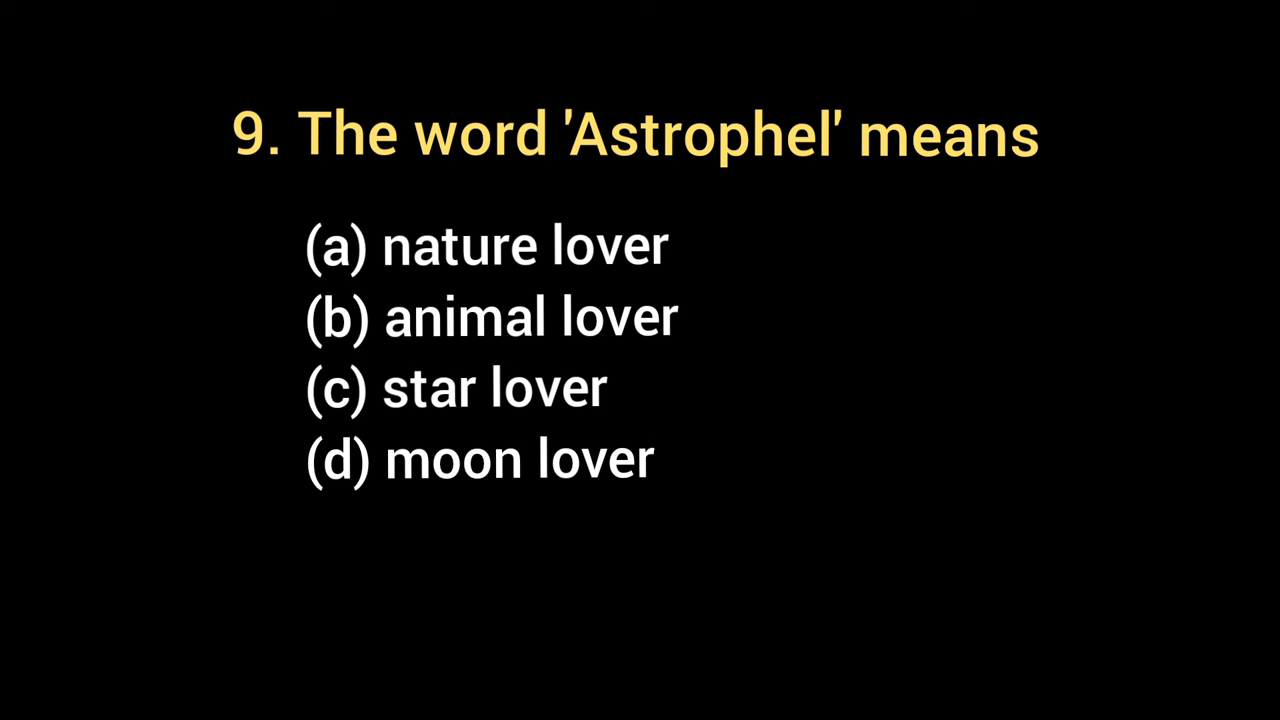 9. The word 'Astrophel' means
(a) nature lover
(b) animal lover
(c) star lover
(d) moon lover